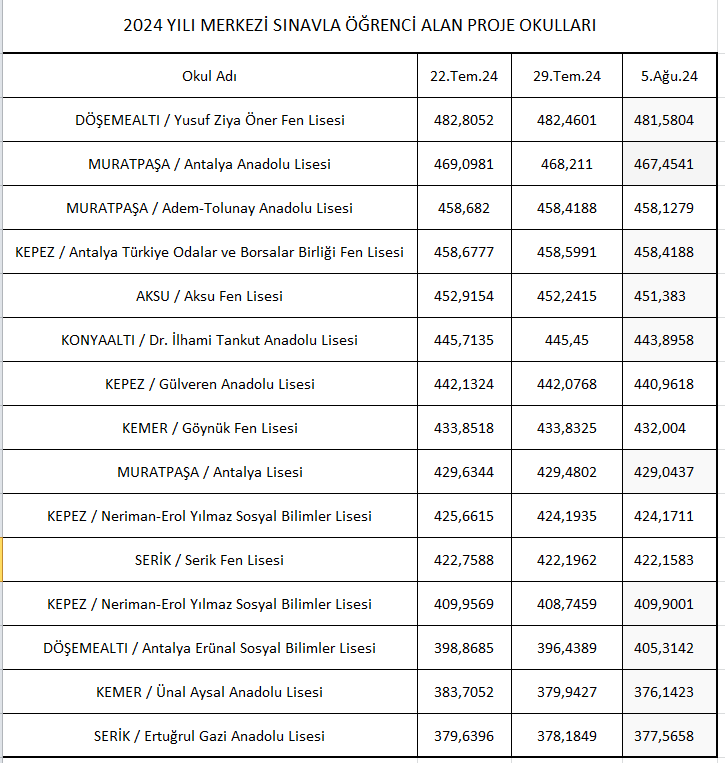 2024 YILI MERKEZİ SINAVLA ÖĞRENCİ ALAN PROJE OKULLARI
Okul Adı 22.Tem.24 29.Tem.24 5.Ağu.24
DÖŞEMEALTI / Yusuf Ziya Öner Fen Lisesi 482,8052 482,4601 481,5804
MURATPAŞA / Antalya Anadolu Lisesi 469,0981 468,211 467,4541
MURATPAŞA / Adem-Tolunay Anadolu Lisesi 458,682 458,4188 458,1279
KEPEZ / Antalya Türkiye Odalar ve Borsalar Birliği Fen Lisesi 458,6777 458,5991 458,4188
AKSU / Aksu Fen Lisesi 452,9154 452,2415 451,383
KONYAALTI / Dr. İlhami Tankut Anadolu Lisesi 445,7135 445,45 443,8958
KEPEZ / Gülveren Anadolu Lisesi 442,1324 442,0768 440,9618
KEMER / Göynük Fen Lisesi 433,8518 433,8325 432,004
MURATPAŞA / Antalya Lisesi 429,6344 429,4802 429,0437
KEPEZ / Neriman-Erol Yılmaz Sosyal Bilimler Lisesi 425,6615 424,1935 424,1711
SERİK / Serik Fen Lisesi 422,7588 422,1962 422,1583
KEPEZ / Neriman-Erol Yılmaz Sosyal Bilimler Lisesi 409,9569 408,7459 409,9001
DÖŞEMEALTI / Antalya Erünal Sosyal Bilimler Lisesi 398,8685 396,4389 405,3142
KEMER / Ünal Aysal Anadolu Lisesi 383,7052 379,9427 376,1423
SERİK / Ertuğrul Gazi Anadolu Lisesi 379,6396 378,1849 377,5658